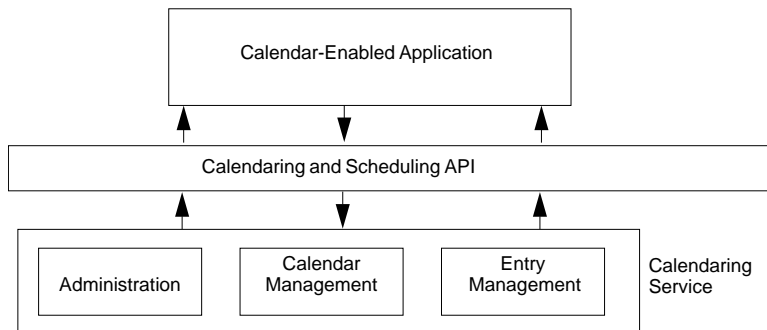 Calendar-Enabled Application
Calendaring and Scheduling API
Administration
Calendar
Management
Entry
Management
Calendaring
Service